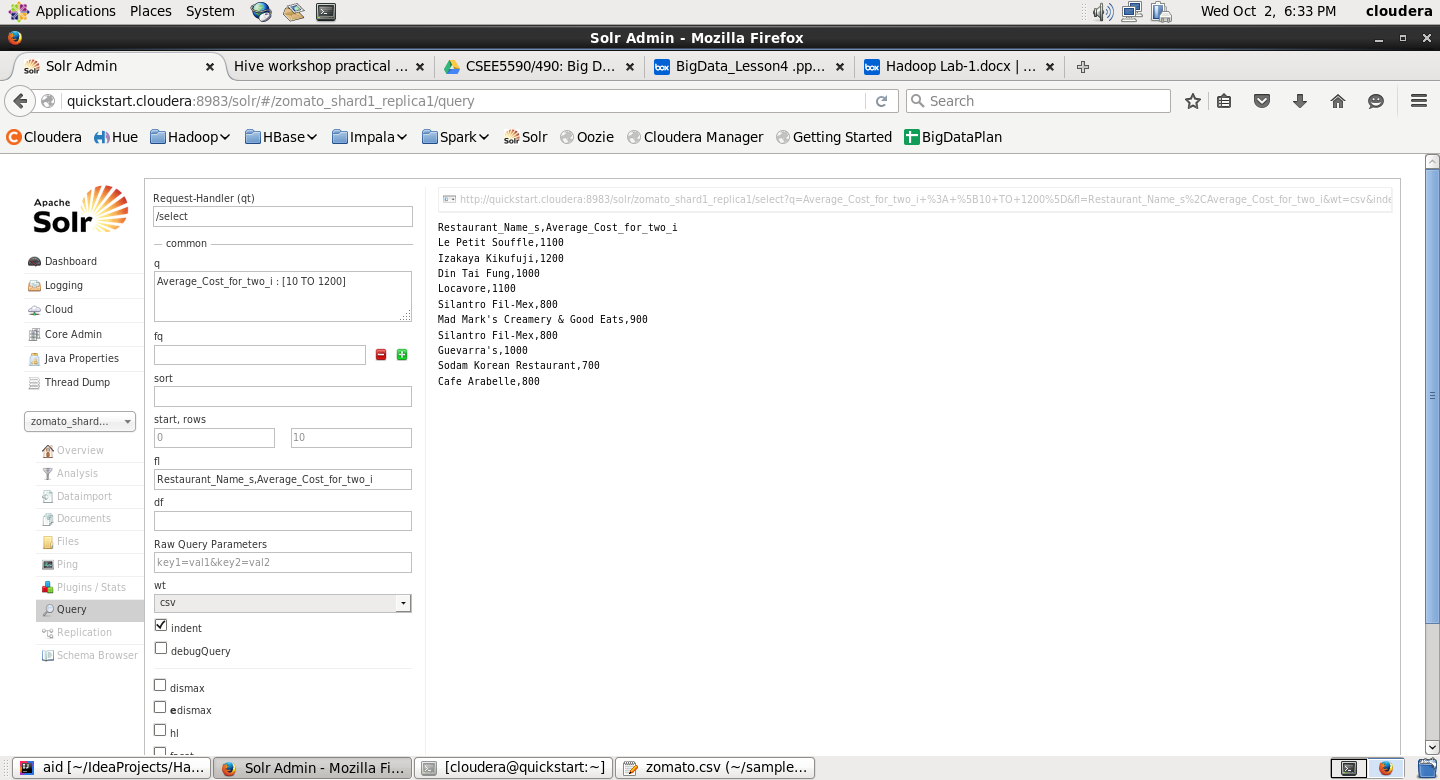 Applications Places System Wed Oct 2, 6:33 PM cloudera
Solr Admin - Mozilla Firefox
Solr Admin Hive workshop practical ... CSEE5590/490: Big D... BigData_Lesson4 .pp... Hadoop Lab-1.docx | ...
quickstart.cloudera:8983/solr/#/zomato_shard1_replica1/query Search
Cloudera Hue Hadoop HBase Impala Spark Solr Oozie Cloudera Manager Getting Started BigDataPlan
Apache
Solr
Dashboard
Logging
Cloud
Core Admin
Java Properties
Thread Dump
zomato_shard...
Overview
Analysis
Dataimport
Documents
Files
Ping
Plugins / Stats
Query
Replication
Schema Browser
Request-Handler (qt)
/select
common
q
Average_Cost_for_two_i : [10 TO 1200]
fq
sort
start, rows
0 10
fl
Restaurant_Name_s,Average_Cost_for_two_i
df
Raw Query Parameters
key1=val1&key2=val2
wt
csv
indent
debugQuery
dismax
edismax
hl
facet
http://quickstart.cloudera:8983/solr/zomato_shard1_replica1/select?q=Average_Cost_for_two_i+%3A+%5B10+TO+1200%5D&fl=Restaurant_Name_s%2CAverage_Cost_for_two_i&wt=csv&inde
Restaurant_Name_s,Average_Cost_for_two_i
Le Petit Souffle,1100
Izakaya Kikufuji,1200
Din Tai Fung,1000
Locavore,1100
Silantro Fil-Mex,800
Mad Mark's Creamery & Good Eats,900
Silantro Fil-Mex,800
Guevarra's,1000
Sodam Korean Restaurant,700
Cafe Arabelle,800
aid [~/IdeaProjects/Ha... Solr Admin - Mozilla Fi... [cloudera@quickstart:~] zomato.csv (~/sample...